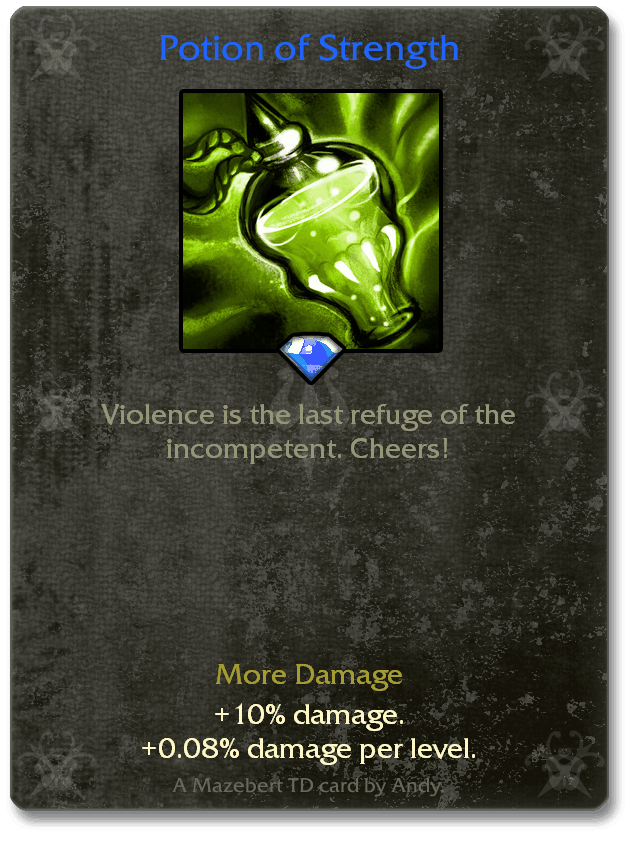 Potion of Strength
Violence is the last refuge of the
incompetent. Cheers!
More Damage
+10% damage.
+0.08% damage per level.
A Mazebert TD card by Andy.